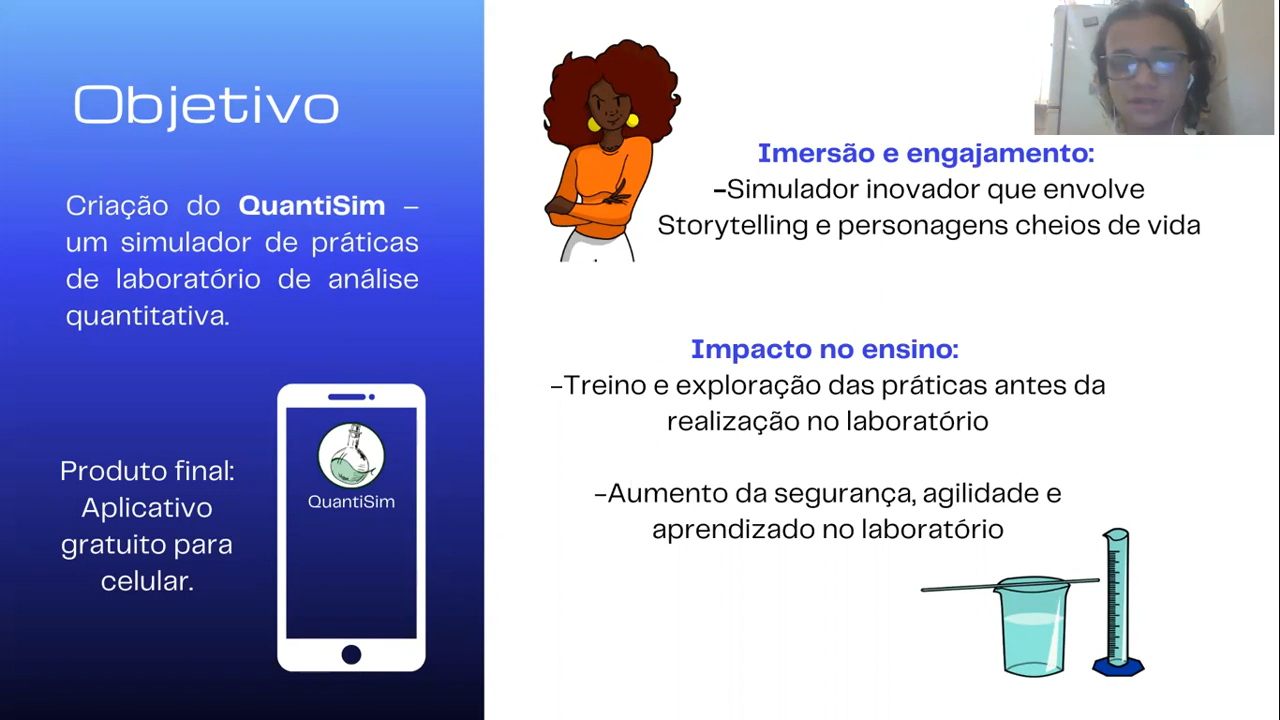 Objetivo
Criação do QuantiSim –
um simulador de práticas
de laboratório de análise
quantitativa.
Produto final:
Aplicativo
gratuito para
celular.
QuantiSim
Imersão e engajamento:
-Simulador inovador que envolve
Storytelling e personagens cheios de vida
Impacto no ensino:
-Treino e exploração das práticas antes da
realização no laboratório
-Aumento da segurança, agilidade e
aprendizado no laboratório